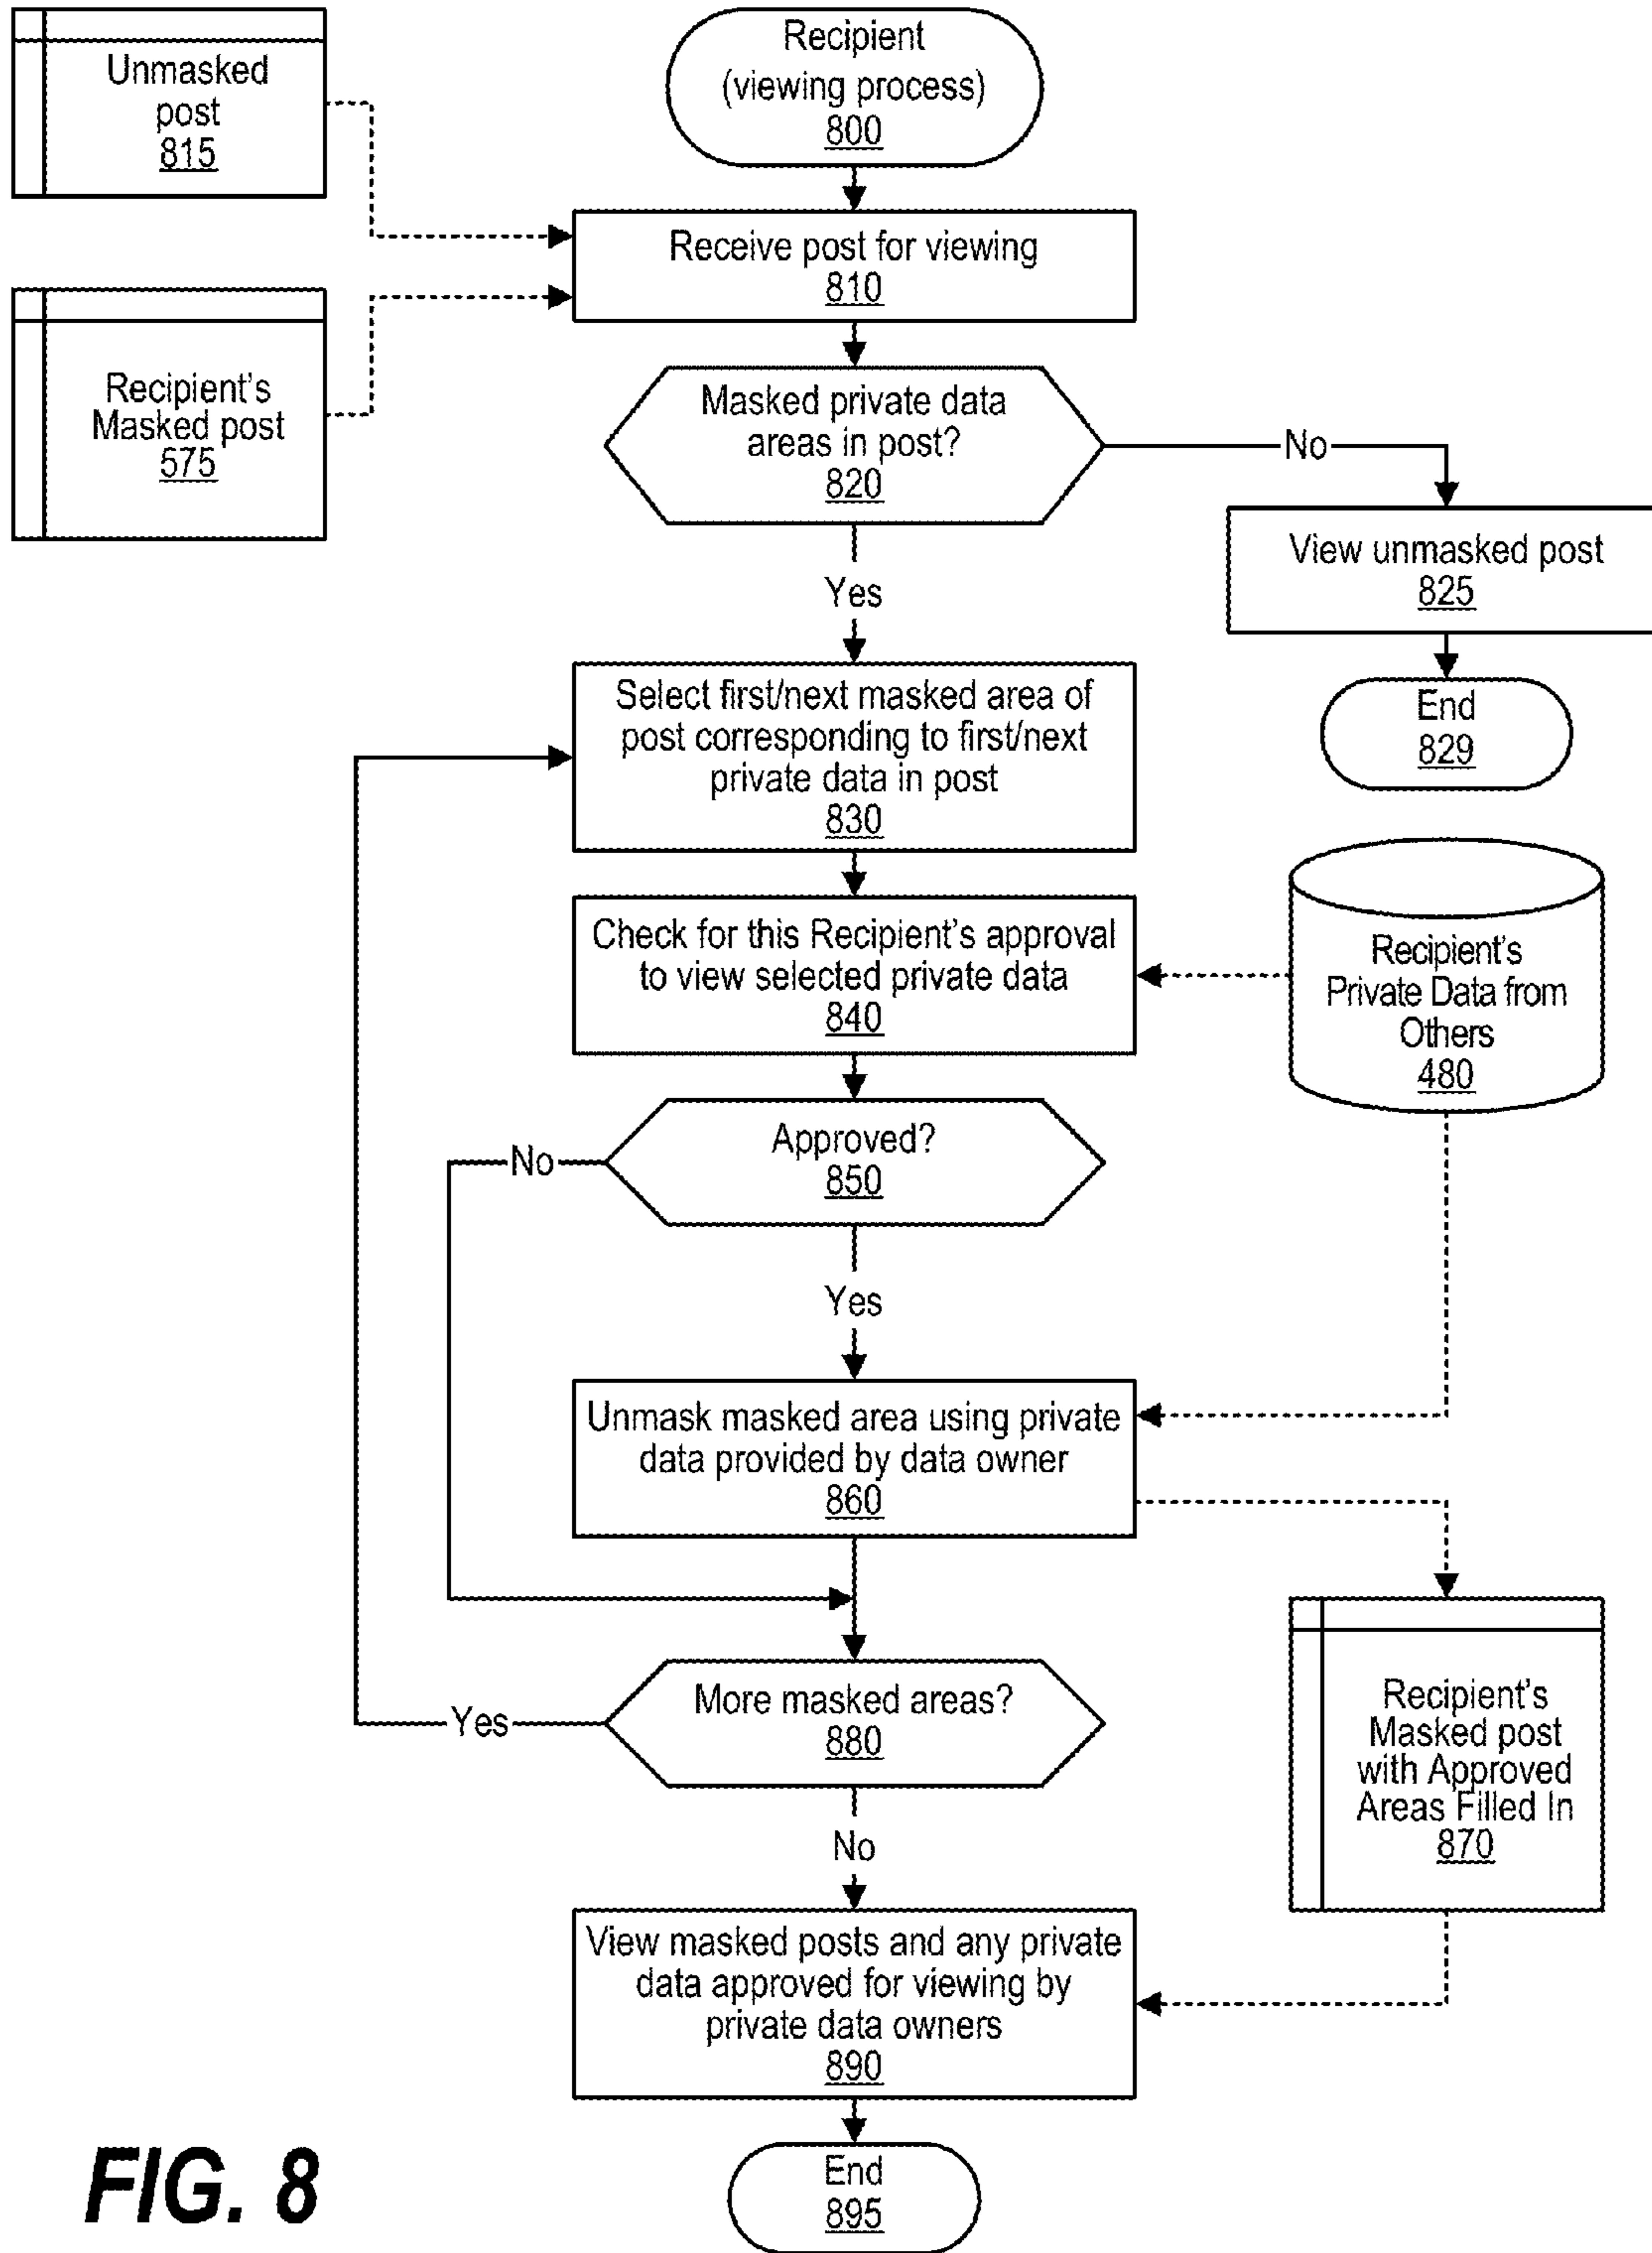 Unmasked
post
815
Recipient
(viewing process)
800
Receive post for viewing
810
Recipient's
Masked post
575
Masked private data
areas in post?
820
No
View unmasked post
825
End
829
Yes
Select first/next masked area of
post corresponding to first/next
private data in post
830
Check for this Recipient's approval
to view selected private data
840
Recipient's
Private Data from
Others
480
Approved?
850
No
Yes
Unmask masked area using private
data provided by data owner
860
More masked areas?
880
Yes
Recipient's
Masked post
with Approved
Areas Filled In
870
No
View masked posts and any private
data approved for viewing by
private data owners
890
End
895
FIG. 8